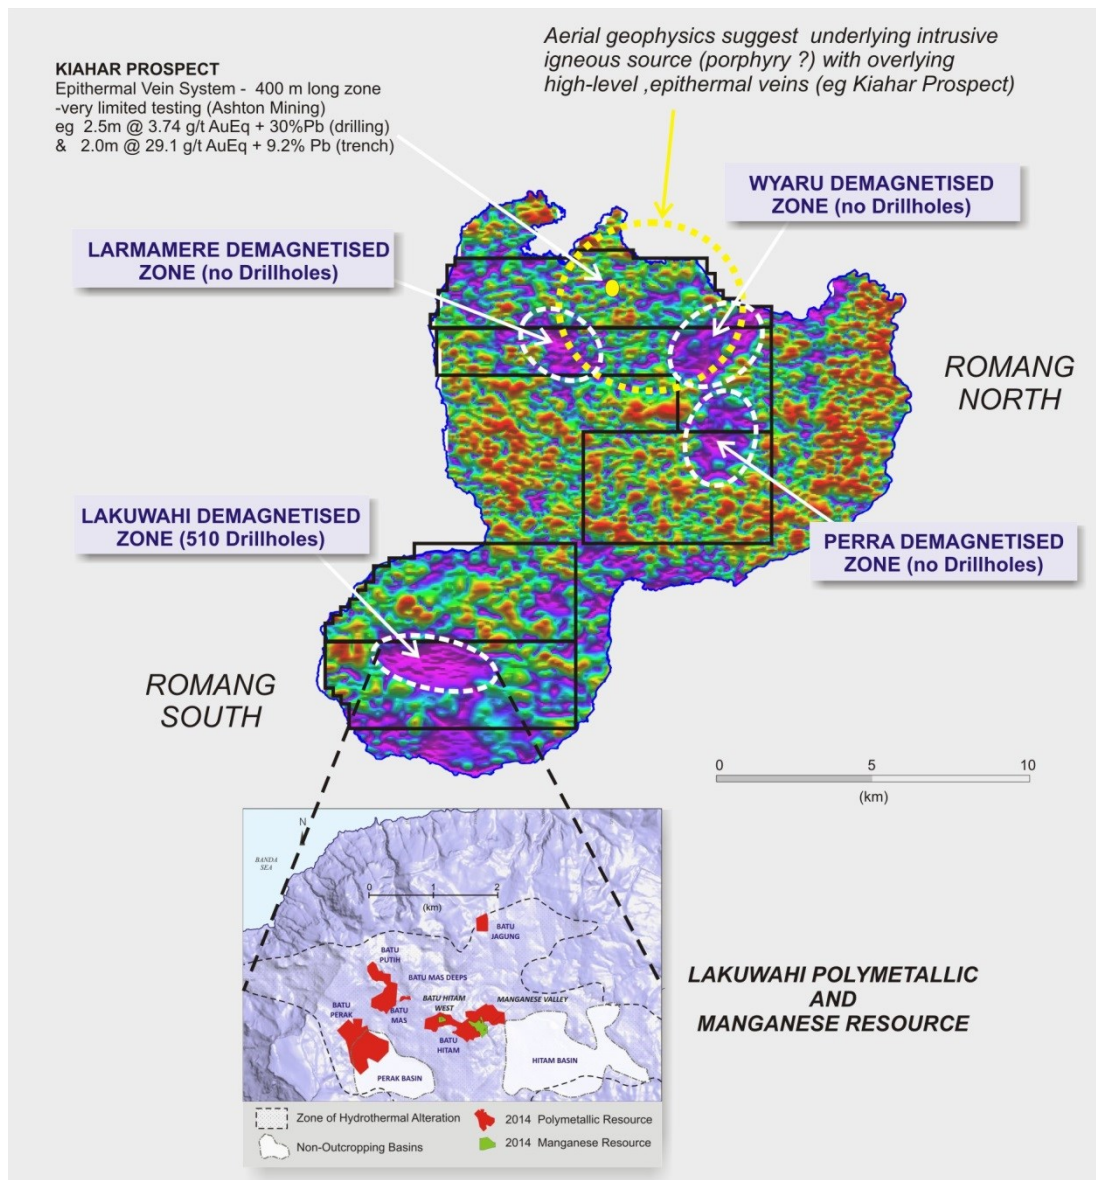 KIAHAR PROSPECT
Epithermal Vein System - 400 m long zone
-very limited testing (Ashton Mining)
eg 2.5m @ 3.74 g/t AuEq + 30%Pb (drilling)
& 2.0m @ 29.1 g/t AuEq + 9.2% Pb (trench)
Aerial geophysics suggest underlying intrusive
igneous source (porphyry ?) with overlying
high-level ,epithermal veins (eg Kiahar Prospect)
WYARU DEMAGNETISED
ZONE (no Drillholes)
LARMAMERE DEMAGNETISED
ZONE (no Drillholes)
ROMANG
NORTH
LAKUWAHI DEMAGNETISED
ZONE (510 Drillholes)
PERRA DEMAGNETISED
ZONE (no Drillholes)
ROMANG
SOUTH
0 5 10
(km)
N
BANDA
SEA
0 1 2
(km)
BATU
JAGUNG
BATU
PUTIH
BATU MAS DEEPS
BATU HITAM
WEST
MANGANESE VALLEY
BATU
PERAK
BATU
MAS
BATU
HITAM
PERAK BASIN
HITAM BASIN
LAKUWAHI POLYMETALLIC
AND
MANGANESE RESOURCE
Zone of Hydrothermal Alteration
2014 Polymetallic Resource
Non-Outcropping Basins
2014 Manganese Resource